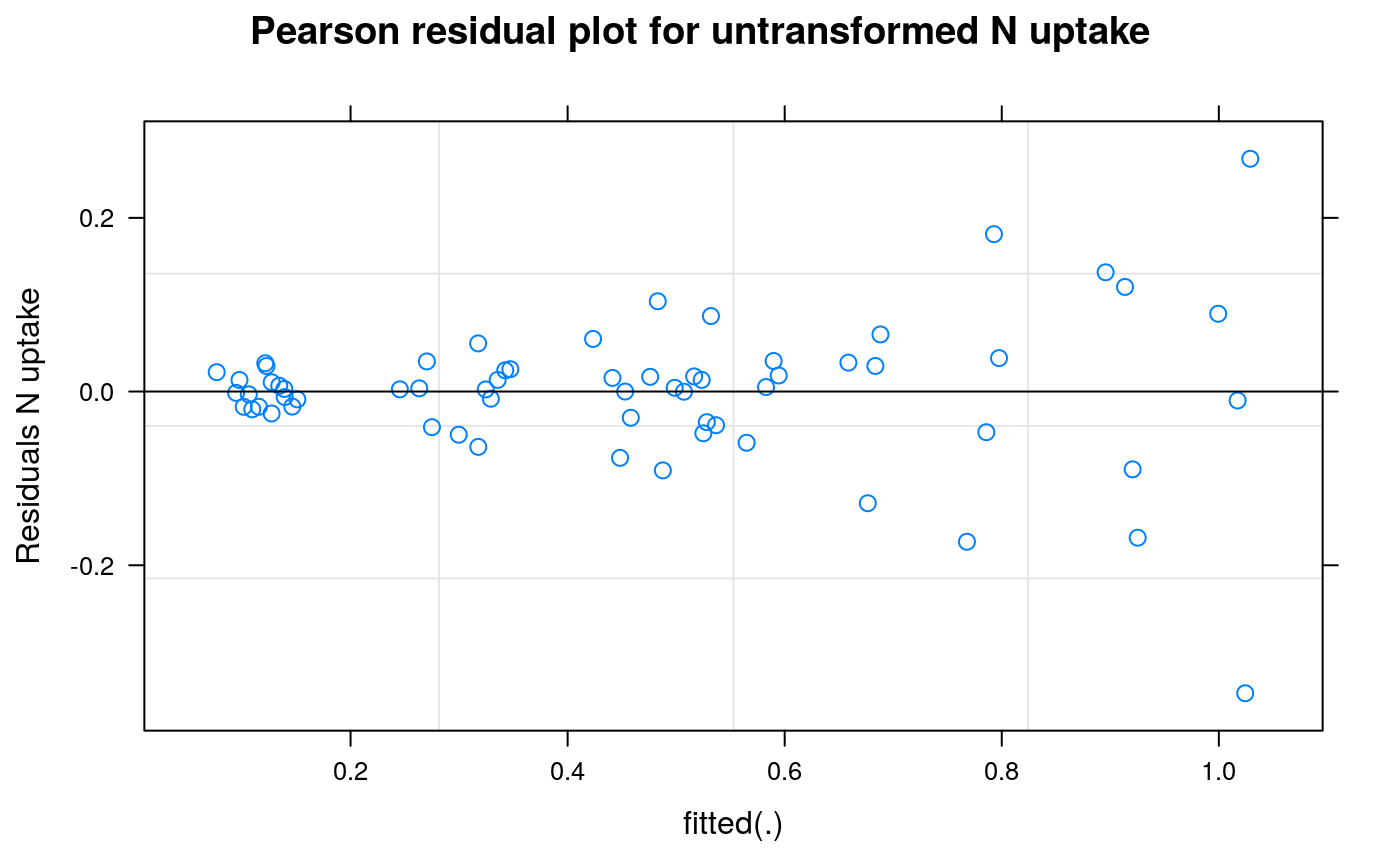 Pearson residual plot for untransformed N uptake
Residuals N uptake
0.2
0.0
-0.2
0.2 0.4 0.6 0.8 1.0
fitted(.)